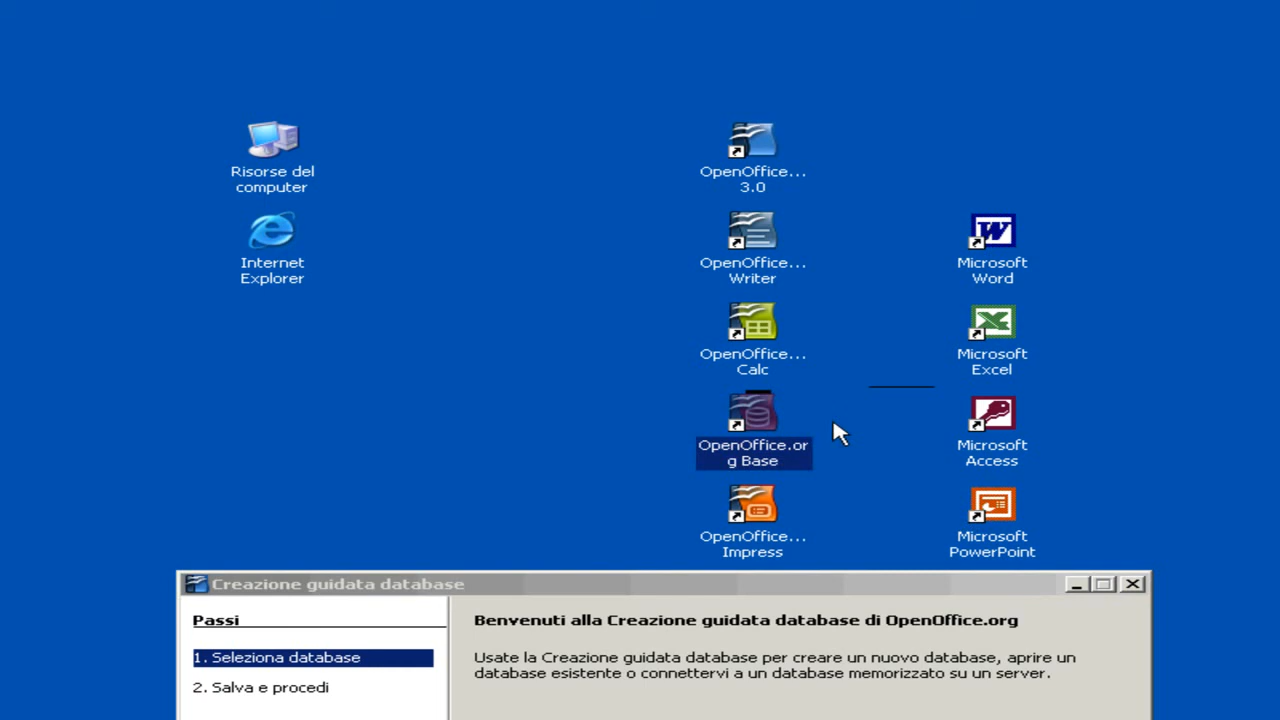 Risorse del
computer
Internet
Explorer
OpenOffice...
3.0
OpenOffice...
Writer
OpenOffice...
Calc
OpenOffice.or
g Base
OpenOffice...
Impress
Microsoft
Word
Microsoft
Excel
Microsoft
Access
Microsoft
PowerPoint
Creazione guidata database
Passi
1. Seleziona database
2. Salva e procedi
Benvenuti alla Creazione guidata database di OpenOffice.org
Usate la Creazione guidata database per creare un nuovo database, aprire un
database esistente o connettervi a un database memorizzato su un server.